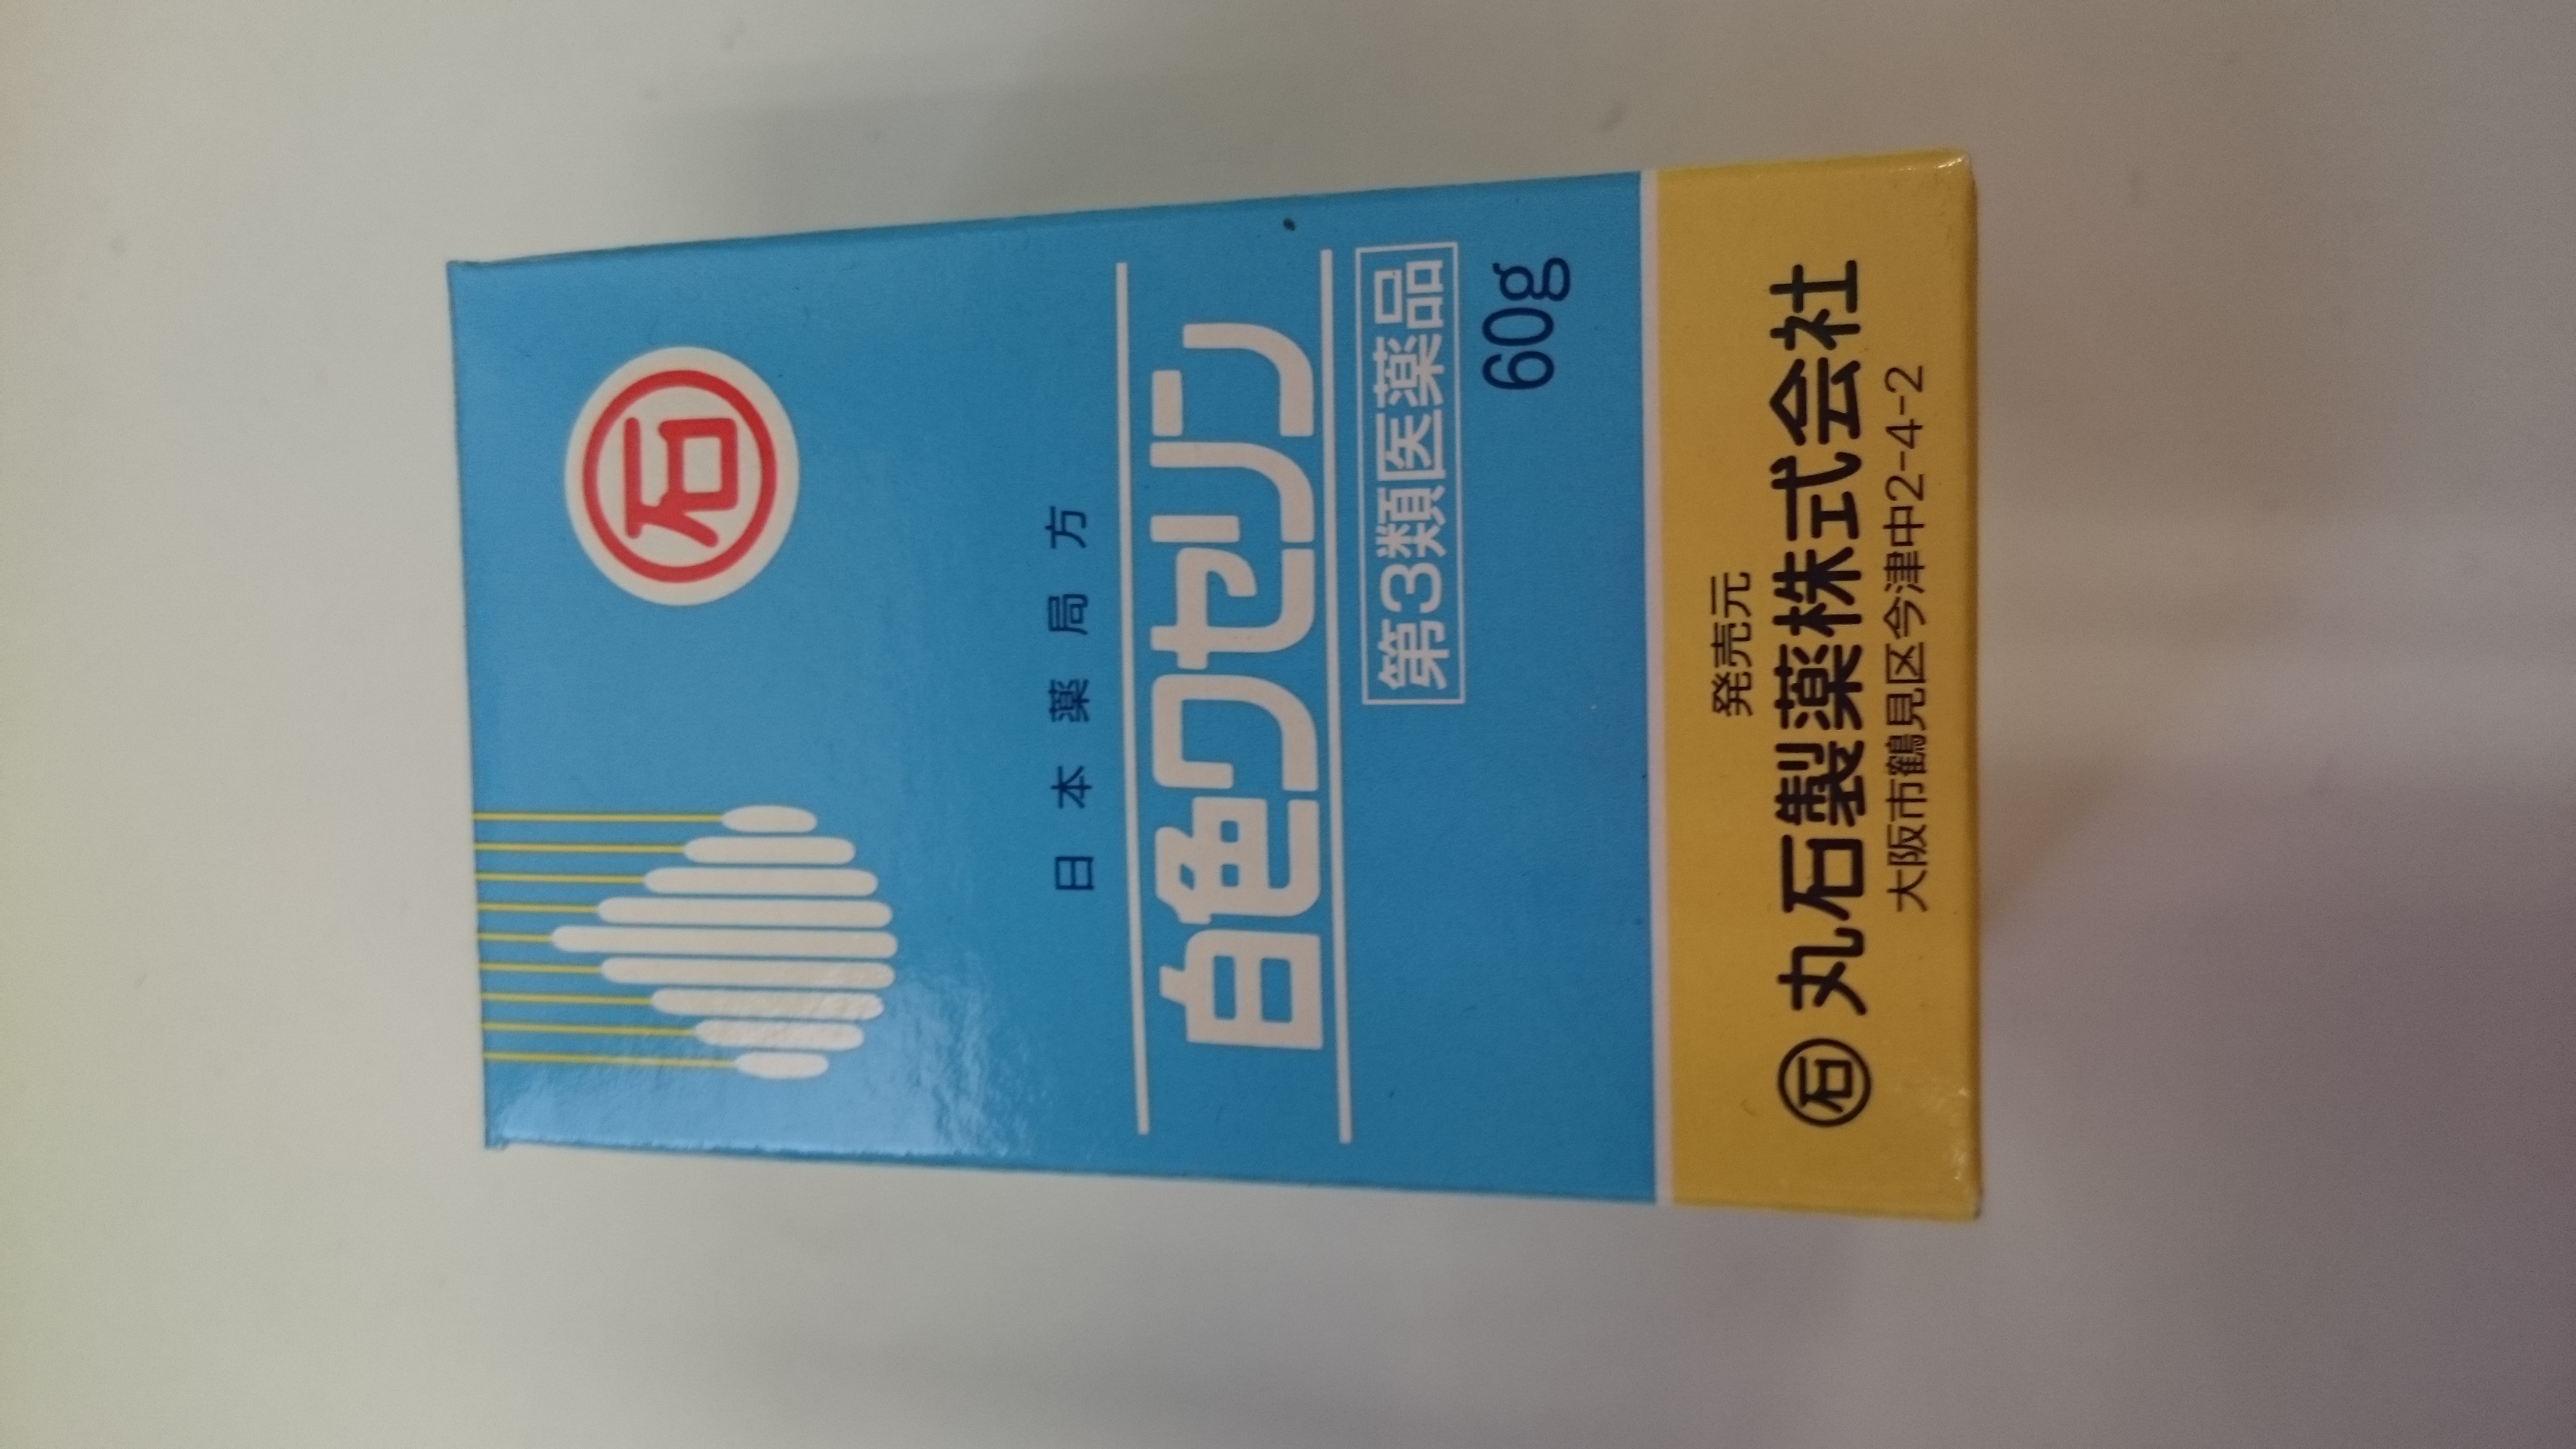 石
日本薬局方
白色ワセリン
第3類医薬品
60g
発売元
石 丸石製薬株式会社
大阪市鶴見区今津中2-4-2